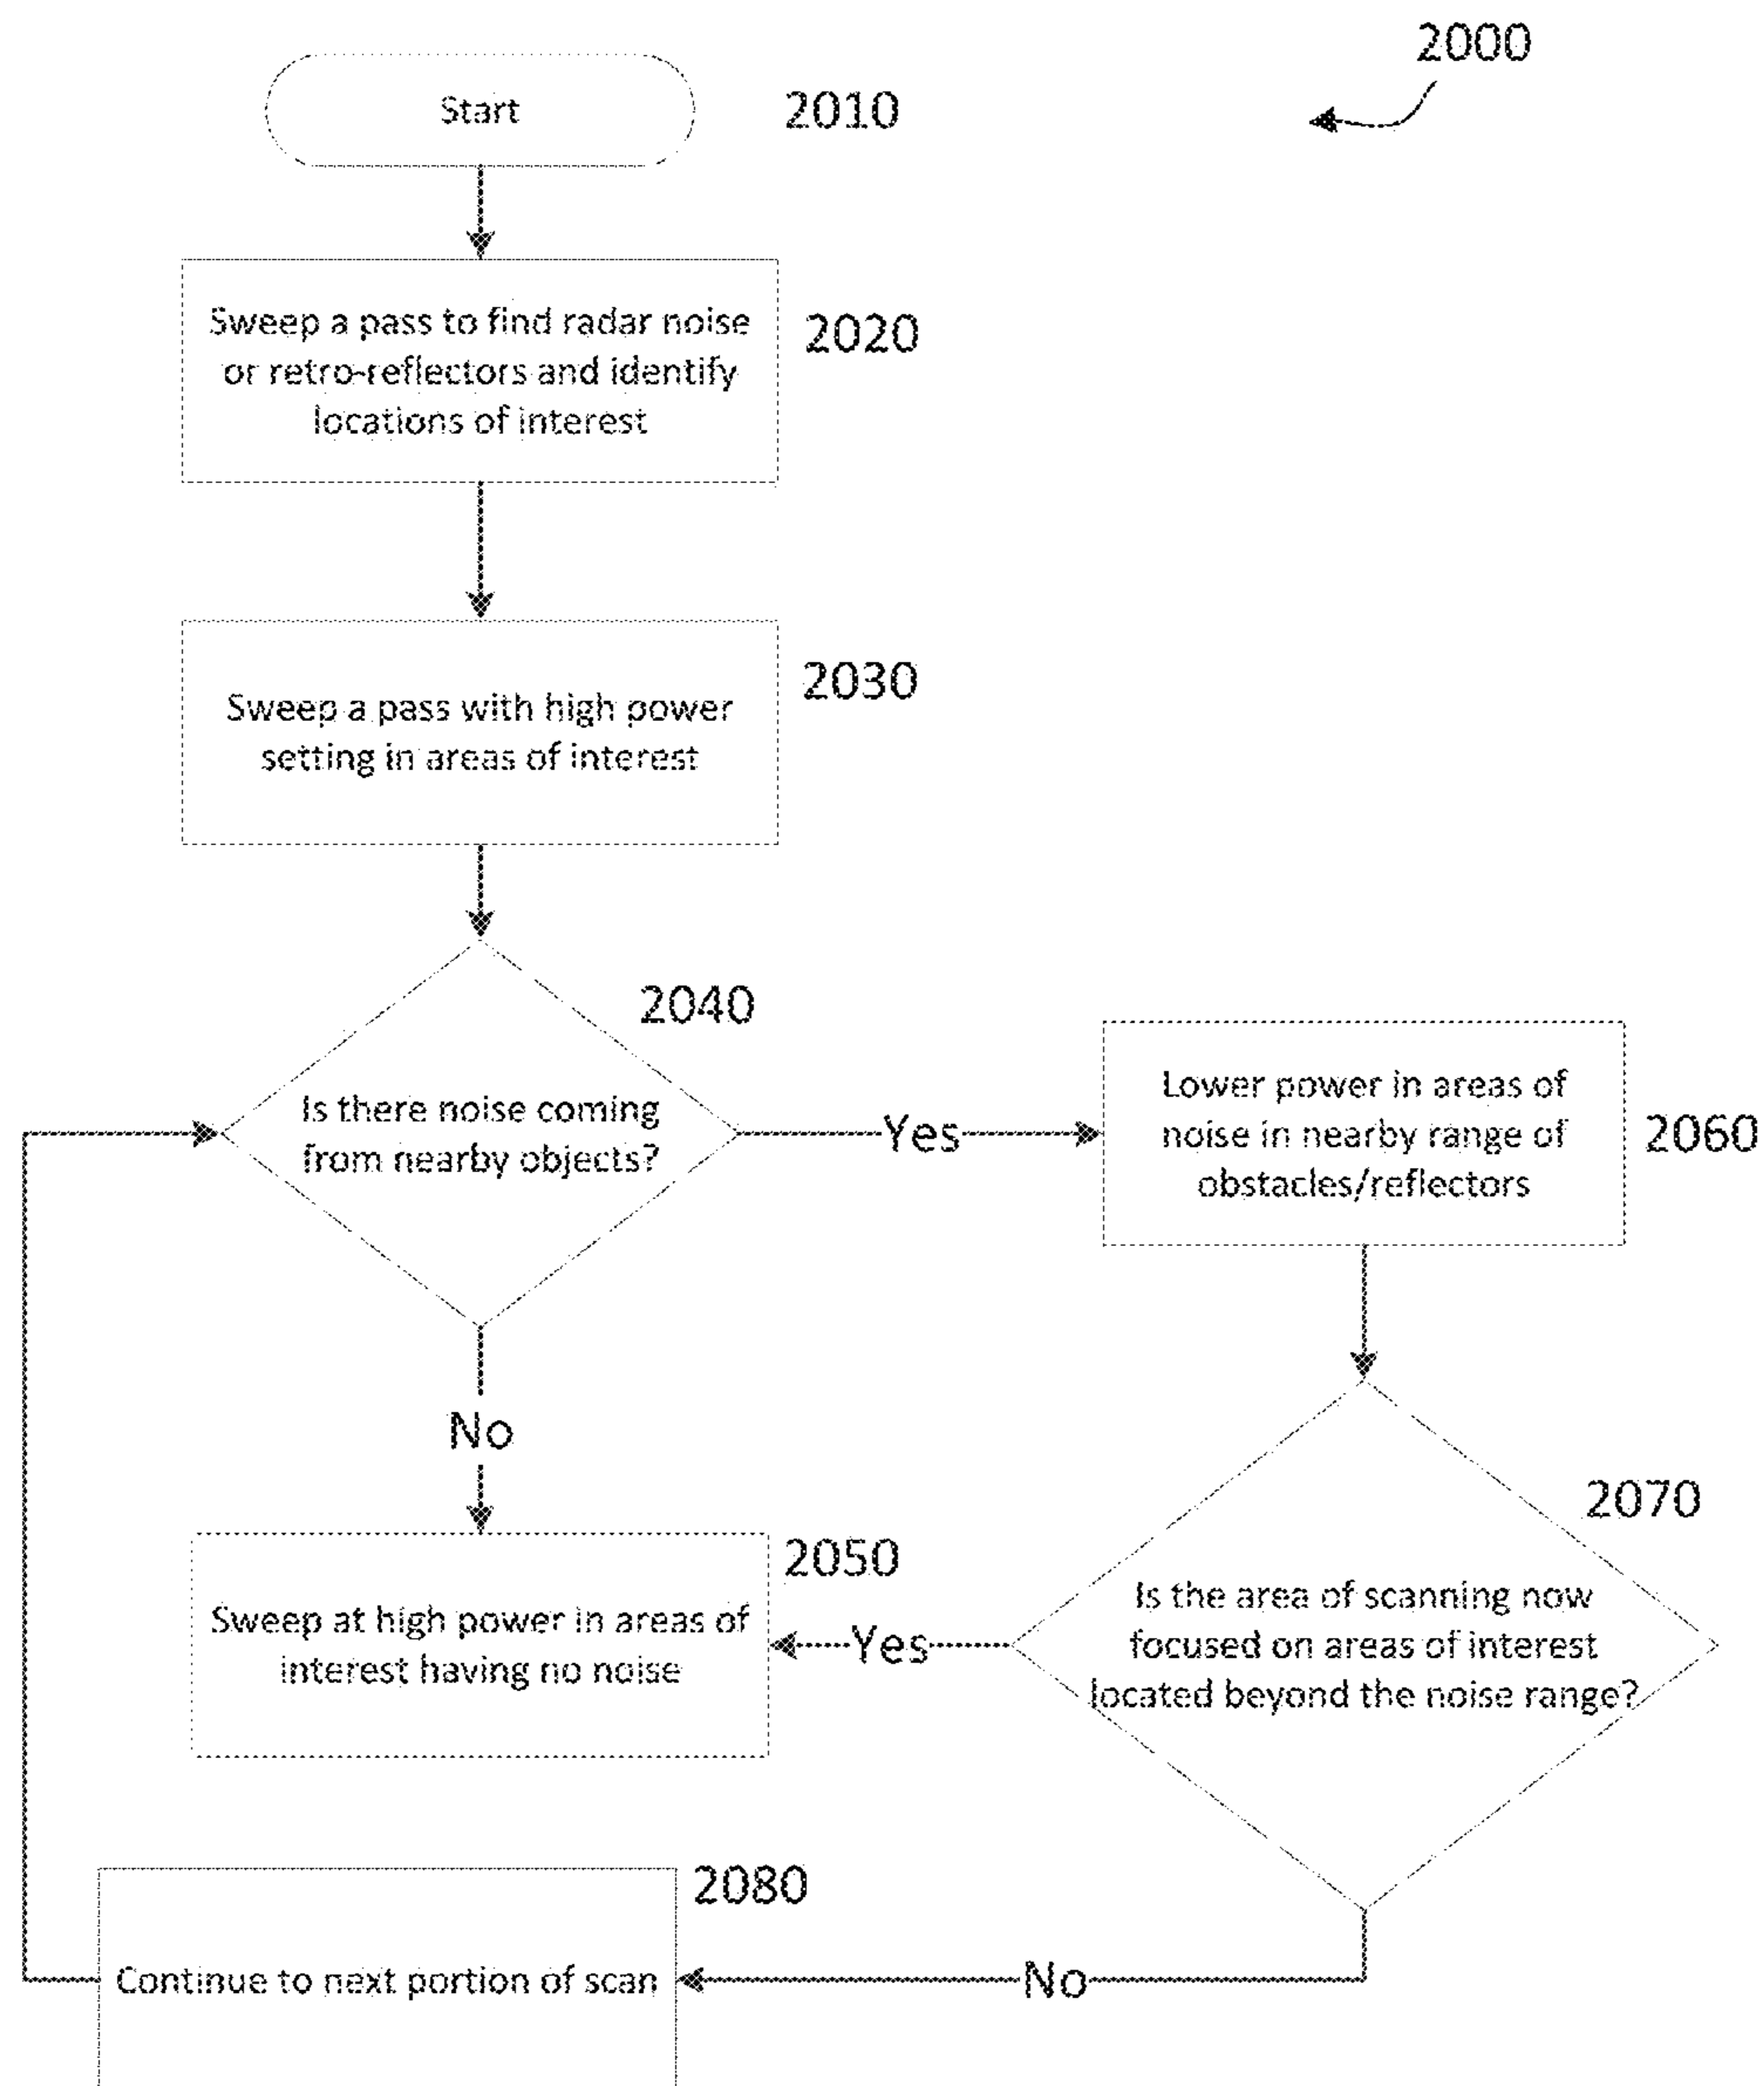 2000
Start
2010
Sweep a pass to find radar noise
or retro-reflectors and identify
locations of interest
2020
Sweep a pass with high power
setting in areas of interest
2030
2040
Is there noise coming
from nearby objects?
Yes
Lower power in areas of
noise in nearby range of
obstacles/reflectors
2060
No
2050
Sweep at high power in areas of
interest having no noise
Yes
2070
Is the area of scanning now
focused on areas of interest
located beyond the noise range?
2080
Continue to next portion of scan
No